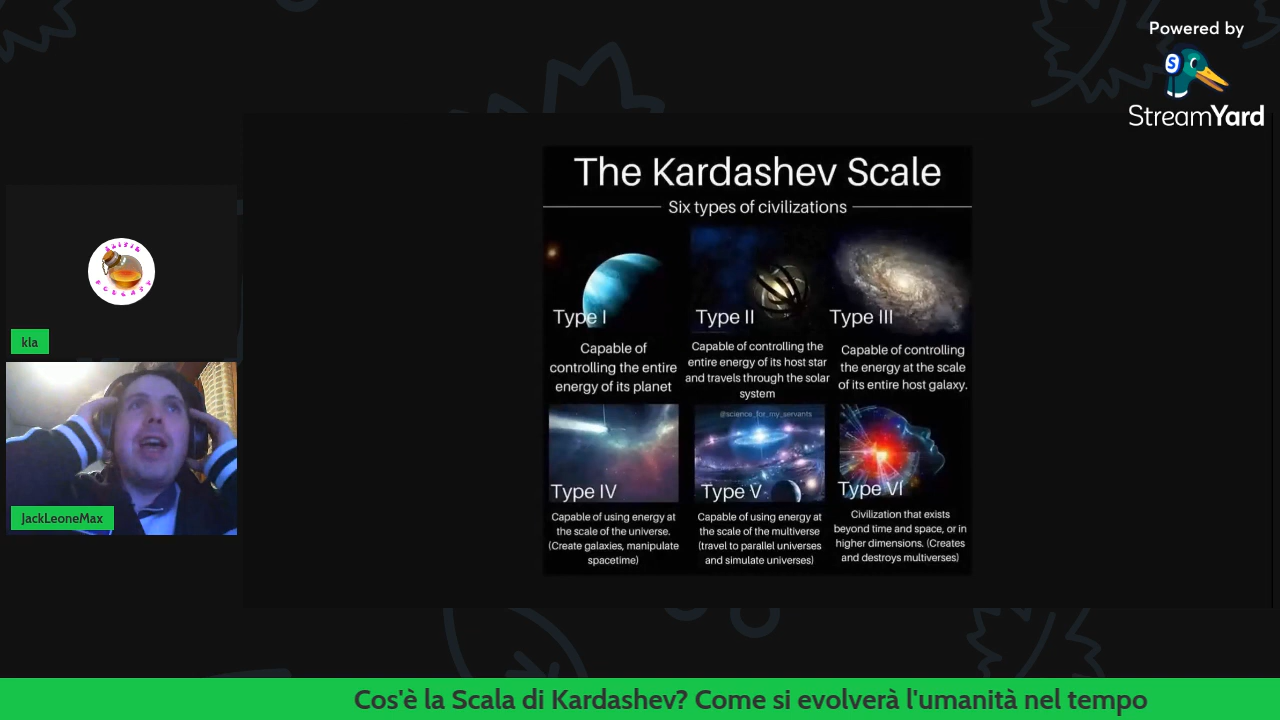 Powered by
StreamYard
The Kardashev Scale
Six types of civilizations
Type I
Capable of
controlling the entire
energy of its planet
Type II
Capable of controlling the
entire energy of its host star
and travels through the solar
system
Type III
Capable of controlling
the energy at the scale
of its entire host galaxy.
Type IV
Capable of using energy at
the scale of the universe.
(Create galaxies, manipulate
spacetime)
@science_for_my_servants
Type V
Capable of using energy at
the scale of the multiverse
(travel to parallel universes
and simulate universes)
Type VI
Civilization that exists
beyond time and space, or in
higher dimensions. (Creates
and destroys multiverses)
kla
JackLeoneMax
Cos'è la Scala di Kardashev? Come si evolverà l'umanità nel tempo